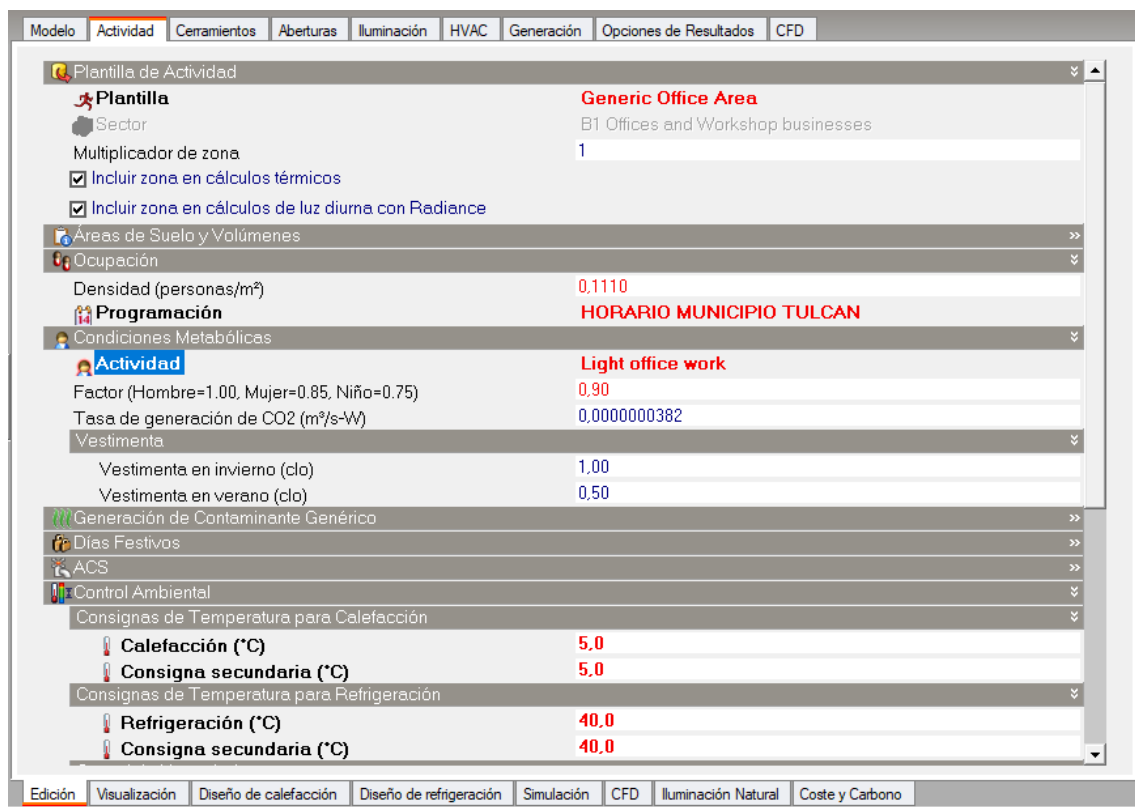 Modelo Actividad Cerramientos Aberturas Iluminación HVAC Generación Opciones de Resultados CFD
Plantilla de Actividad
Plantilla Generic Office Area
Sector B1 Offices and Workshop businesses
Multiplicador de zona 1
Incluir zona en cálculos térmicos
Incluir zona en cálculos de luz diurna con Radiance
Áreas de Suelo y Volúmenes
Ocupación
Densidad (personas/m²) 0,1110
14 Programación HORARIO MUNICIPIO TULCAN
Condiciones Metabólicas
Actividad Light office work
Factor (Hombre=1.00, Mujer=0.85, Niño=0.75) 0,90
Tasa de generación de CO2 (m³/s-W) 0,0000000382
Vestimenta
Vestimenta en invierno (clo) 1,00
Vestimenta en verano (clo) 0,50
Generación de Contaminante Genérico
Días Festivos
ACS
Control Ambiental
Consignas de Temperatura para Calefacción
Calefacción (°C) 5,0
Consigna secundaria (°C) 5,0
Consignas de Temperatura para Refrigeración
Refrigeración (°C) 40,0
Consigna secundaria (°C) 40,0
Edición Visualización Diseño de calefacción Diseño de refrigeración Simulación CFD Iluminación Natural Coste y Carbono